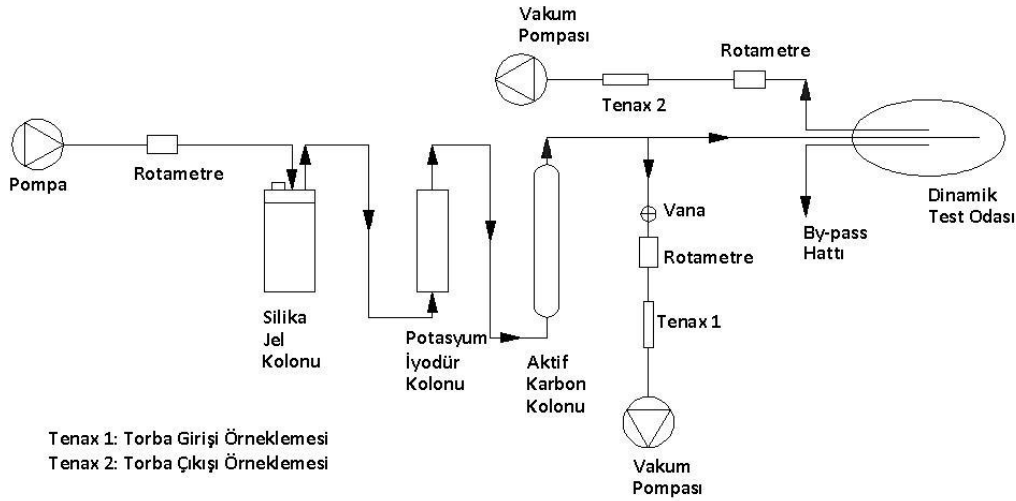 Vakum
Pompası
Rotametre
Tenax 2
Pompa
Rotametre
Dinamik
Test Odası
Vana
By-pass
Hattı
Rotametre
Silika
Jel
Kolonu
Potasyum
İyodür
Kolonu
Aktif
Karbon
Kolonu
Tenax 1
Vakum
Pompası
Tenax 1: Torba Girişi Örneklemesi
Tenax 2: Torba Çıkışı Örneklemesi